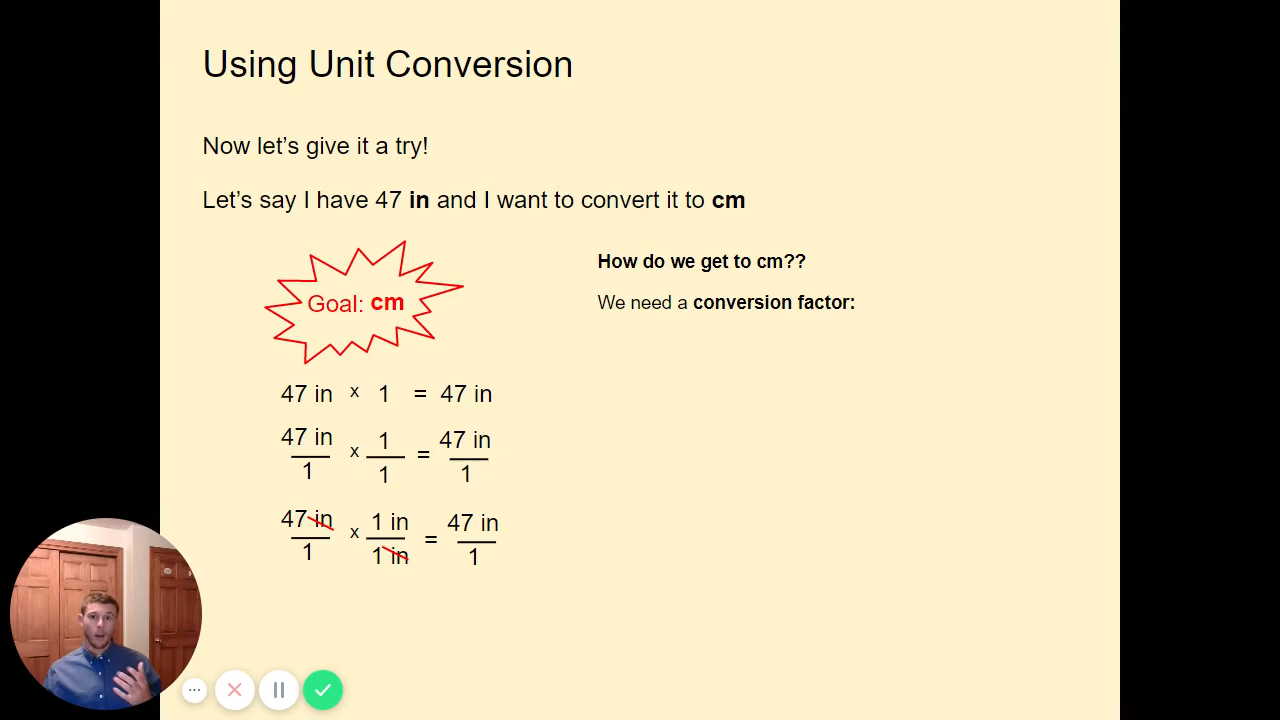 Using Unit Conversion
Now let’s give it a try!
Let’s say I have 47 in and I want to convert it to cm
Goal: cm
How do we get to cm??
We need a conversion factor:
47 in x 1 = 47 in
47 in 1 47 in
x =
1 1 1
47 in 1 in 47 in
x =
1 1 in 1